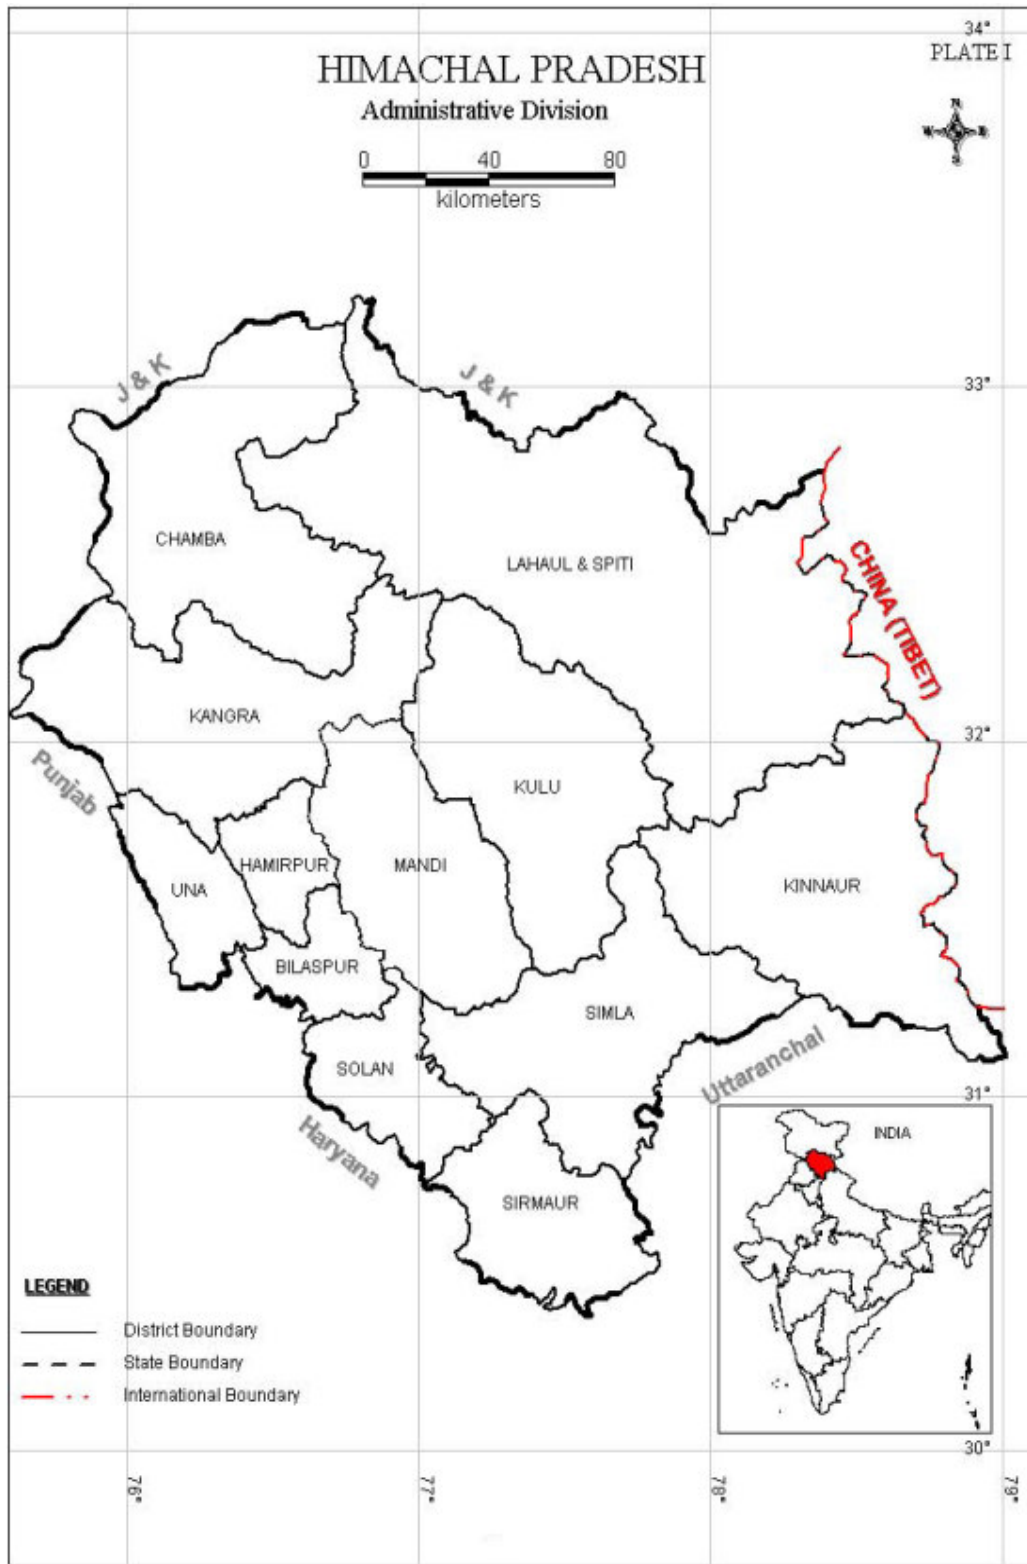 34°
PLATE I
HIMACHAL PRADESH
Administrative Division
N
W E
S
0 40 80
kilometers
J & K
J & K
33°
CHAMBA
LAHAUL & SPITI
CHINA (TIBET)
KANGRA
32°
Punjab
KULU
HAMIRPUR
MANDI
UNA
KINNAUR
BILASPUR
SIMLA
SOLAN
Uttaranchal
31°
Haryana
INDIA
SIRMAUR
LEGEND
District Boundary
State Boundary
International Boundary
30°
76° 77° 78° 79°